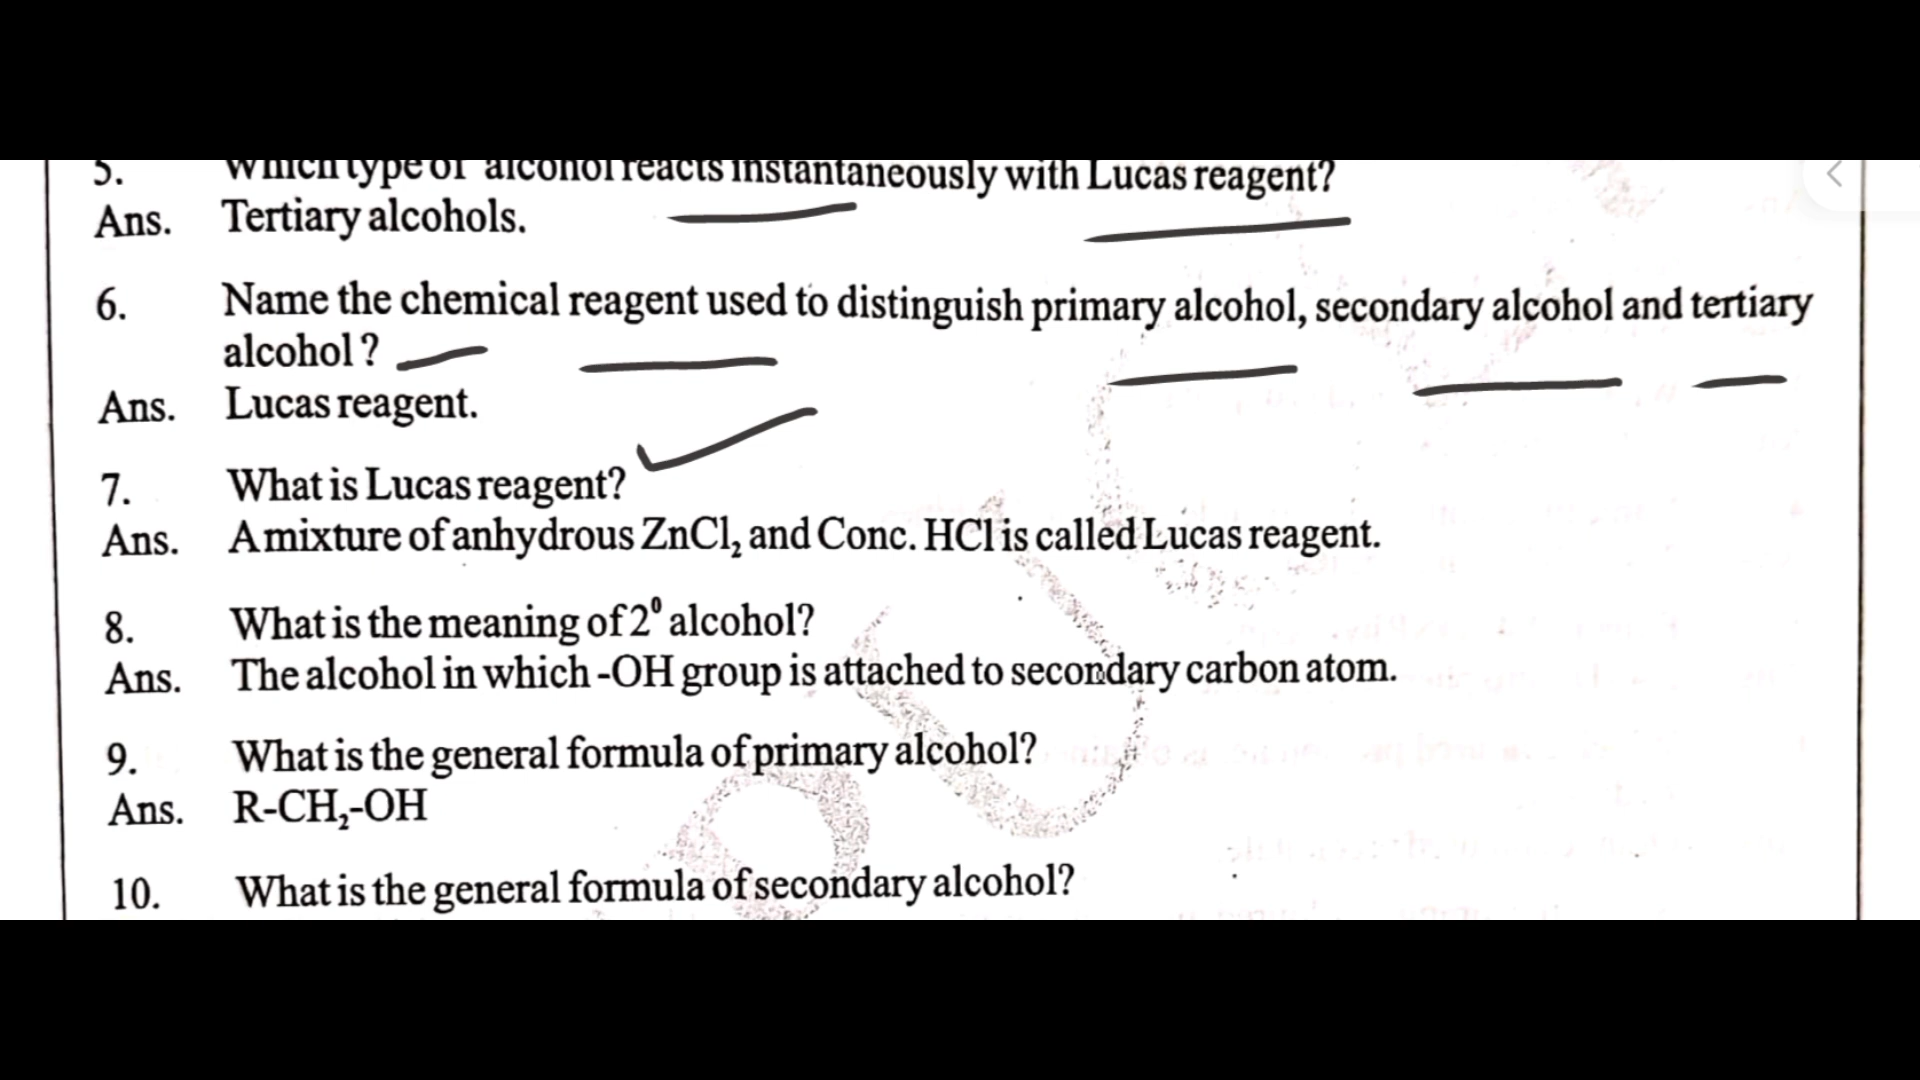 5. Which type of alcohol reacts instantaneously with Lucas reagent?
Ans. Tertiary alcohols.
6. Name the chemical reagent used to distinguish primary alcohol, secondary alcohol and tertiary
alcohol ?
Ans. Lucas reagent.
7. What is Lucas reagent?
Ans. A mixture of anhydrous ZnCl₂ and Conc. HCl is called Lucas reagent.
8. What is the meaning of 2⁰ alcohol?
Ans. The alcohol in which -OH group is attached to secondary carbon atom.
9. What is the general formula of primary alcohol?
Ans. R-CH₂-OH
10. What is the general formula of secondary alcohol?